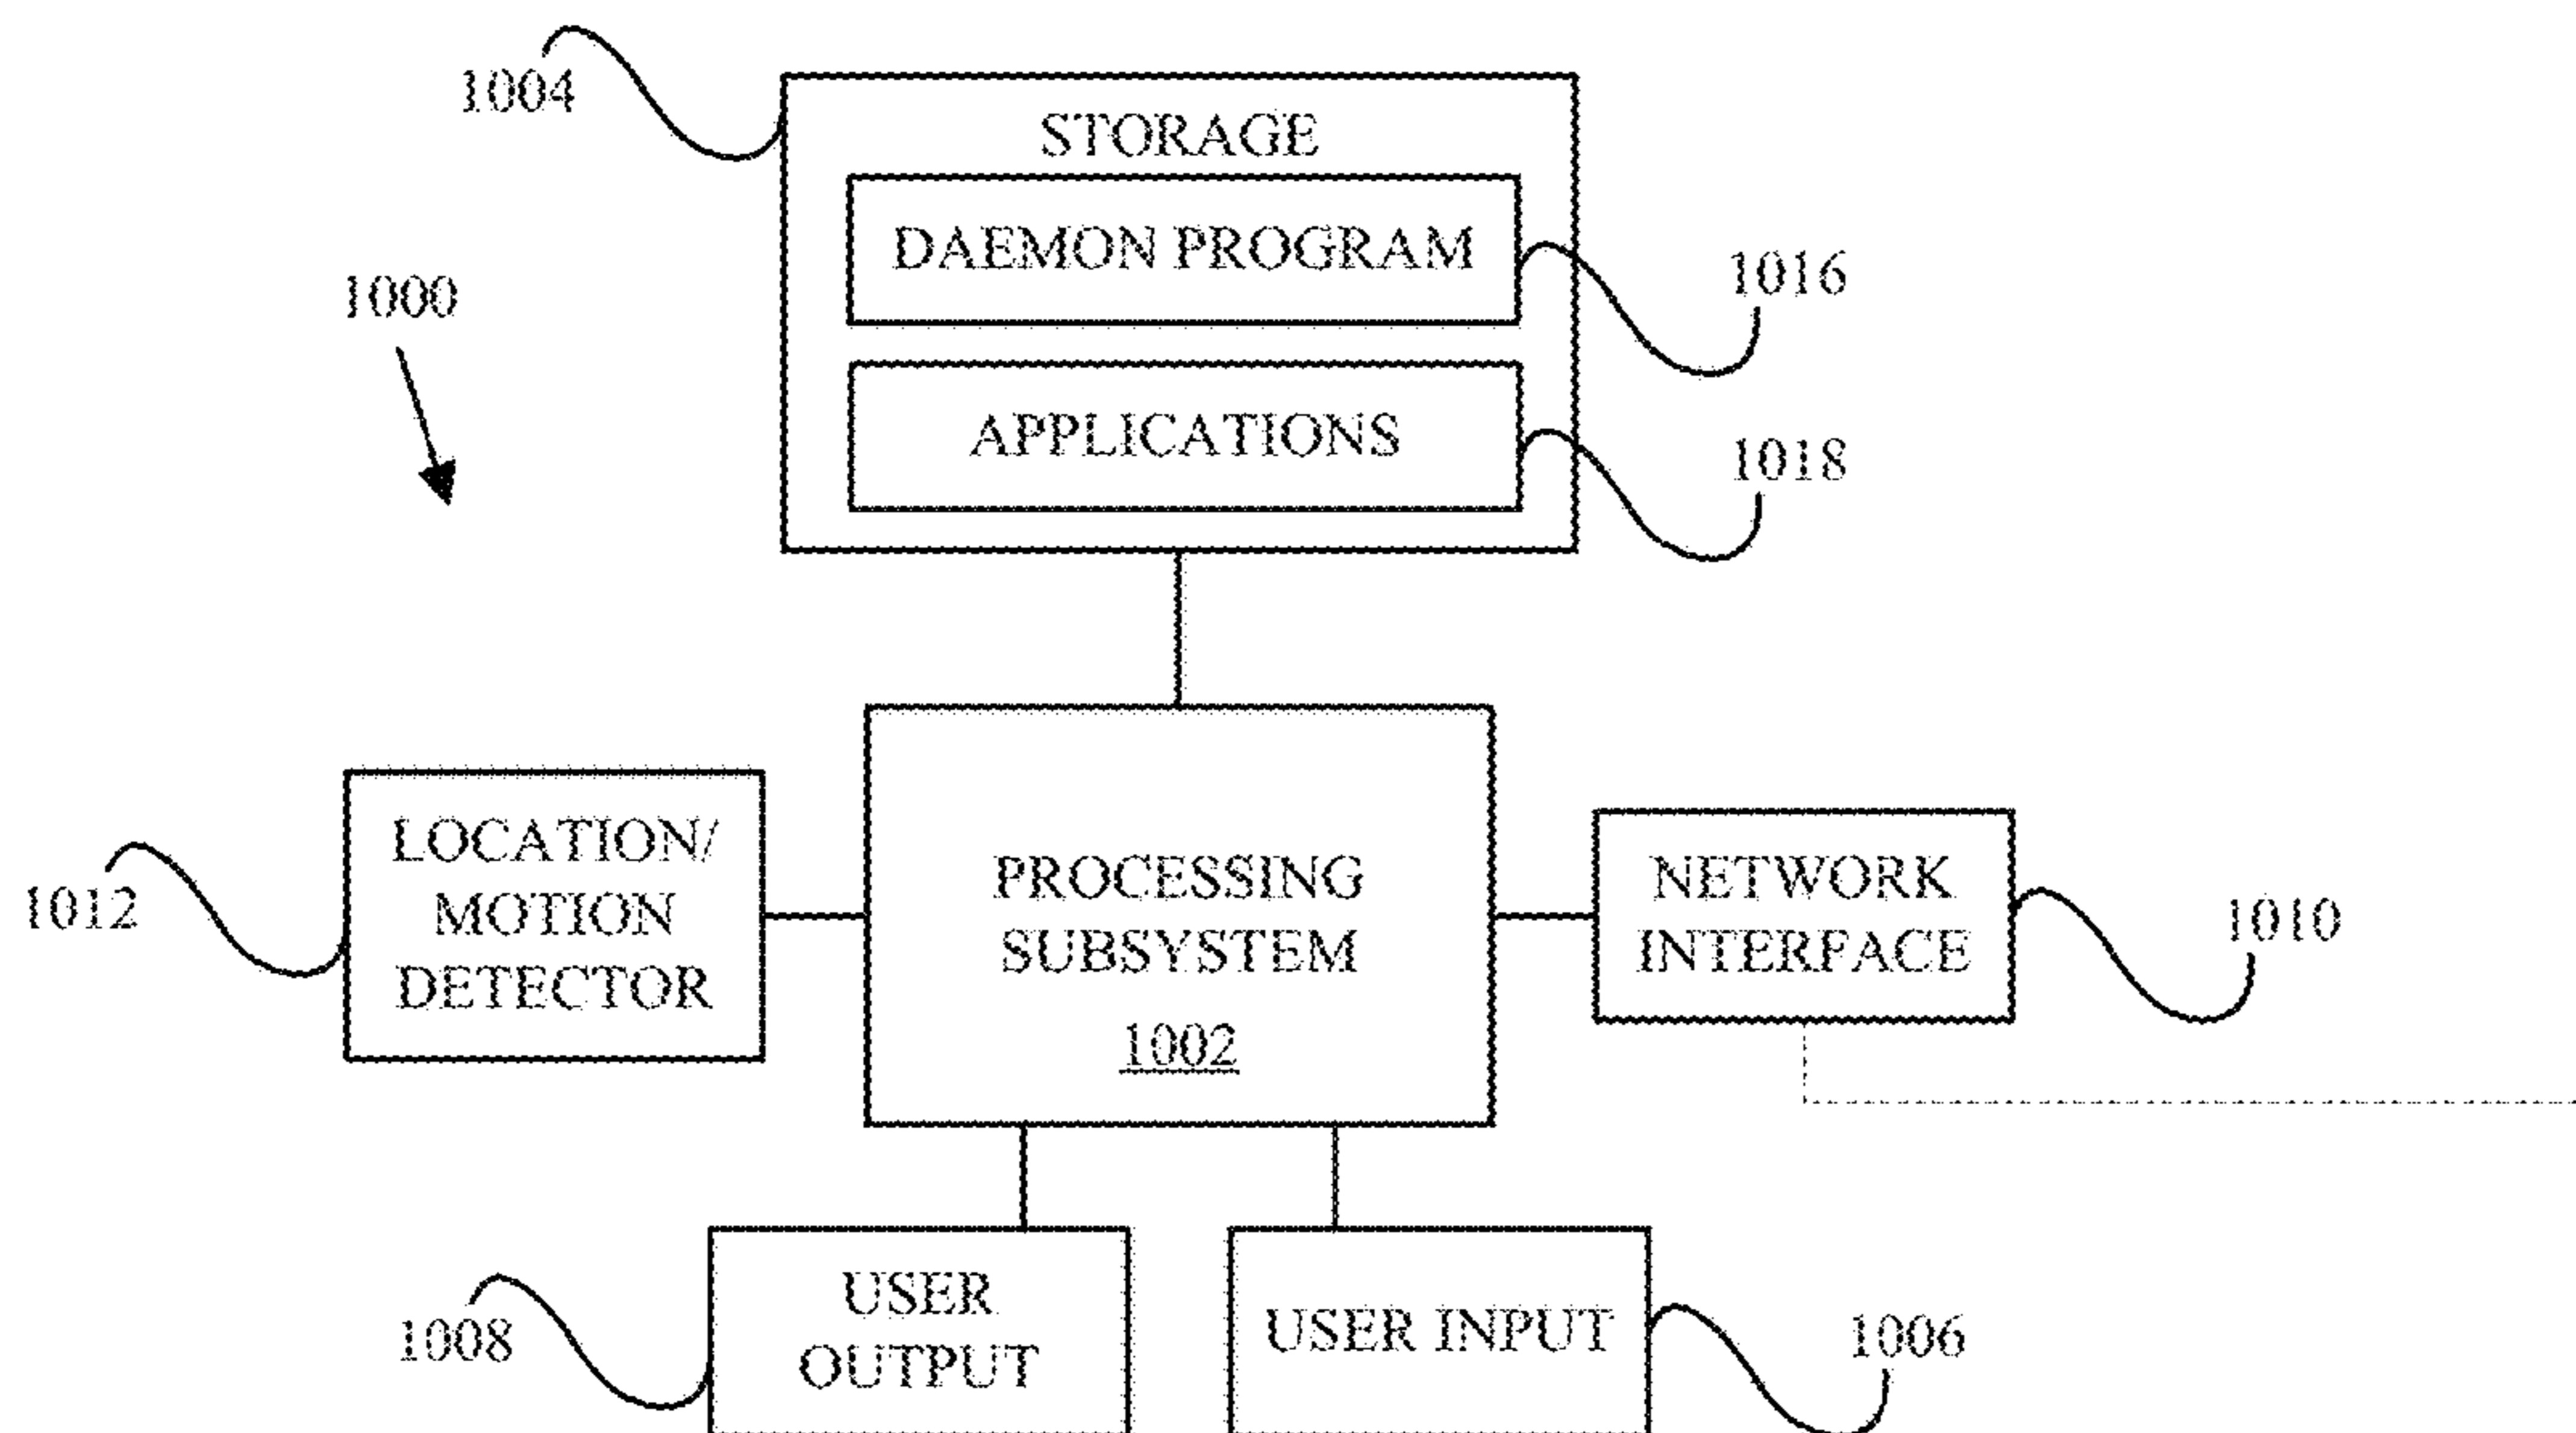 1004
STORAGE
DAEMON PROGRAM
1016
1000
APPLICATIONS
1018
LOCATION/
MOTION
DETECTOR
1012
PROCESSING
SUBSYSTEM
1002
NETWORK
INTERFACE
1010
USER
OUTPUT
1008
USER INPUT
1006